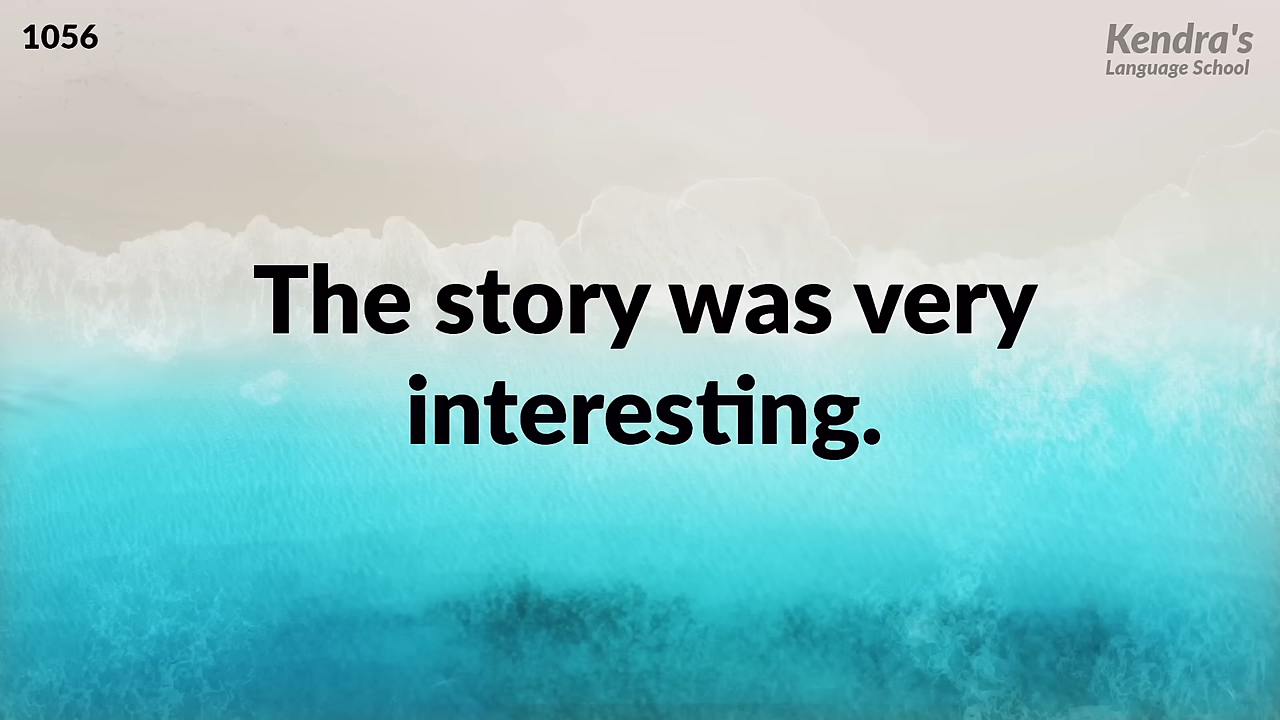 1056
Kendra's
Language School
The story was very
interesting.